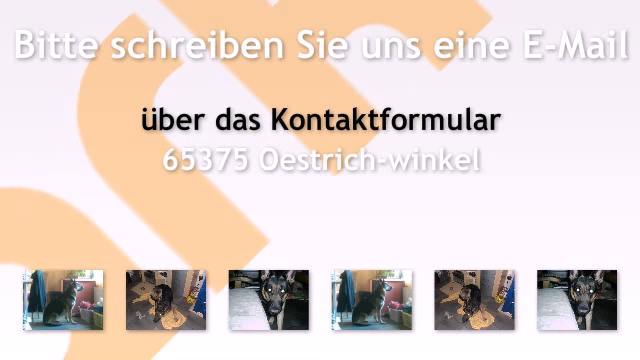 Bitte schreiben Sie uns eine E-Mail
über das Kontaktformular
65375 Oestrich-winkel